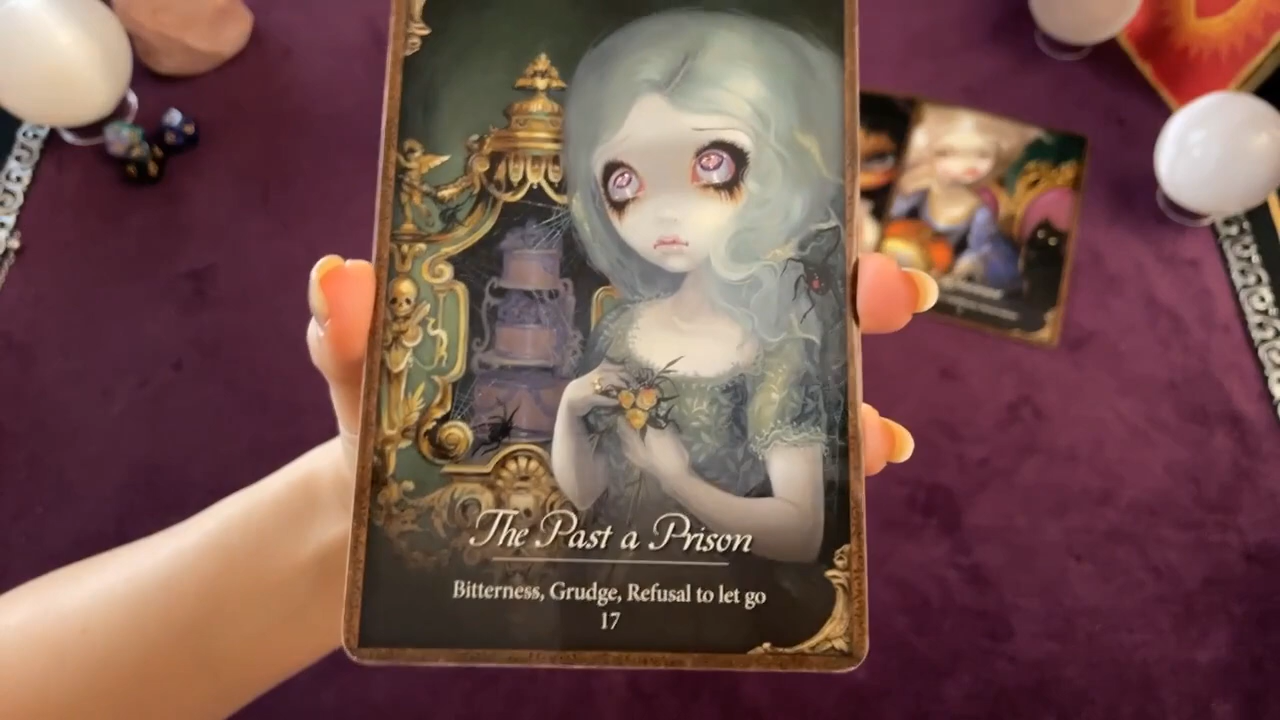 The Past a Prison
Bitterness, Grudge, Refusal to let go
17